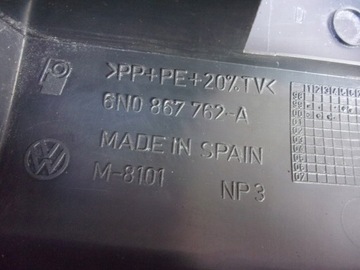 >PP+PE+20%TV<
6N0 867 762-A
MADE IN SPAIN
M-8101 NP3